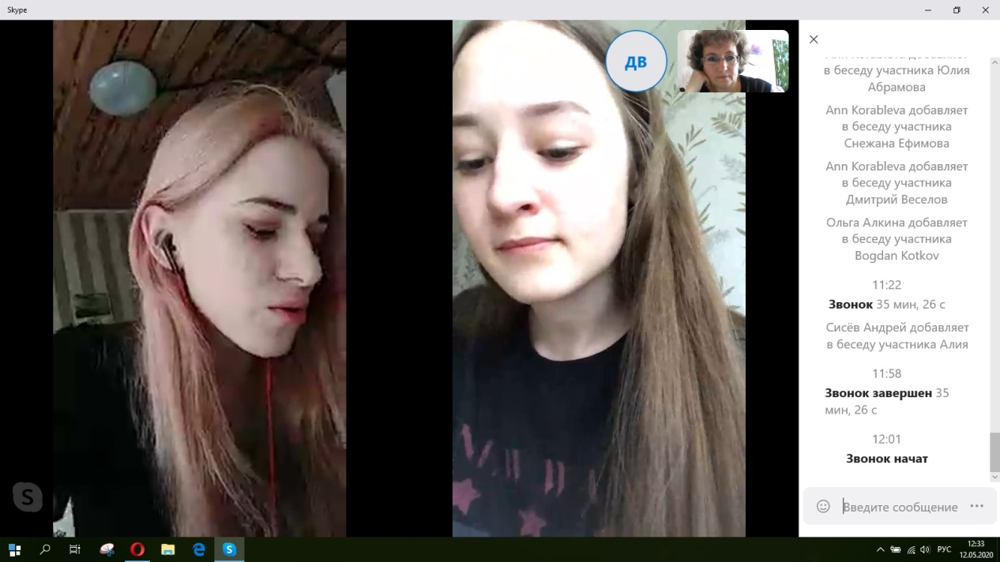 Skype
ДВ
в беседу участника Юлия
Абрамова
Ann Korableva добавляет
в беседу участника
Снежана Ефимова
Ann Korableva добавляет
в беседу участника
Дмитрий Веселов
Ольга Алкина добавляет
в беседу участника
Bogdan Kotkov
11:22
Звонок 35 мин, 26 с
Сисёв Андрей добавляет
в беседу участника Алия
11:58
Звонок завершен 35
мин, 26 с
12:01
Звонок начат
S
Введите сообщение
РУС
12:33
12.05.2020